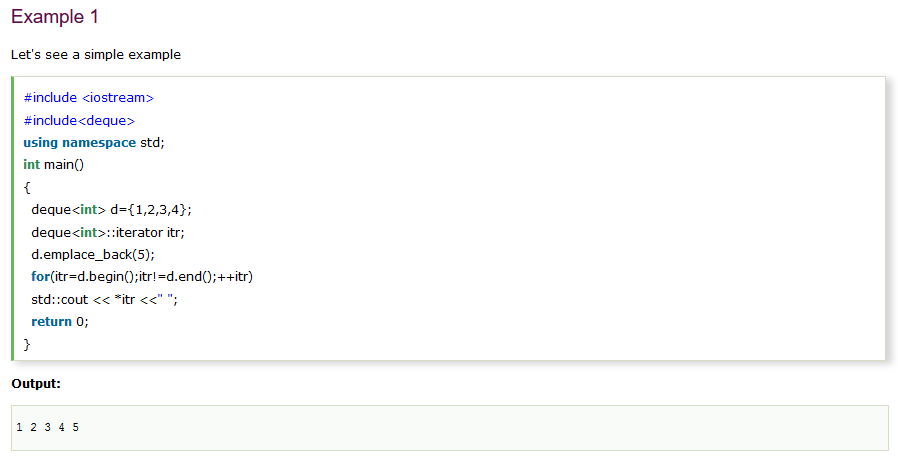 Example 1
Let's see a simple example
#include <iostream>
#include<deque>
using namespace std;
int main()
{
deque<int> d={1,2,3,4};
deque<int>::iterator itr;
d.emplace_back(5);
for(itr=d.begin();itr!=d.end();++itr)
std::cout << *itr <<" ";
return 0;
}
Output:
1 2 3 4 5